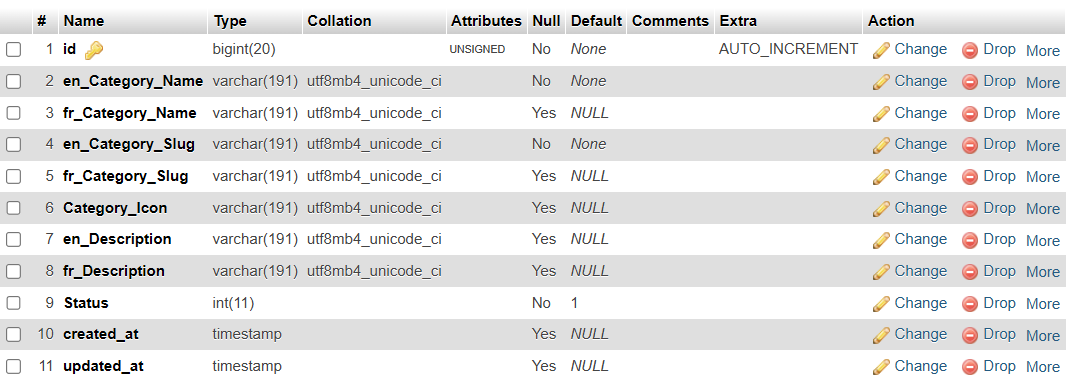 # Name Type Collation Attributes Null Default Comments Extra Action
1 id bigint(20) UNSIGNED No None AUTO_INCREMENT Change Drop More
2 en_Category_Name varchar(191) utf8mb4_unicode_ci No None Change Drop More
3 fr_Category_Name varchar(191) utf8mb4_unicode_ci Yes NULL Change Drop More
4 en_Category_Slug varchar(191) utf8mb4_unicode_ci No None Change Drop More
5 fr_Category_Slug varchar(191) utf8mb4_unicode_ci Yes NULL Change Drop More
6 Category_Icon varchar(191) utf8mb4_unicode_ci Yes NULL Change Drop More
7 en_Description varchar(191) utf8mb4_unicode_ci Yes NULL Change Drop More
8 fr_Description varchar(191) utf8mb4_unicode_ci Yes NULL Change Drop More
9 Status int(11) No 1 Change Drop More
10 created_at timestamp Yes NULL Change Drop More
11 updated_at timestamp Yes NULL Change Drop More